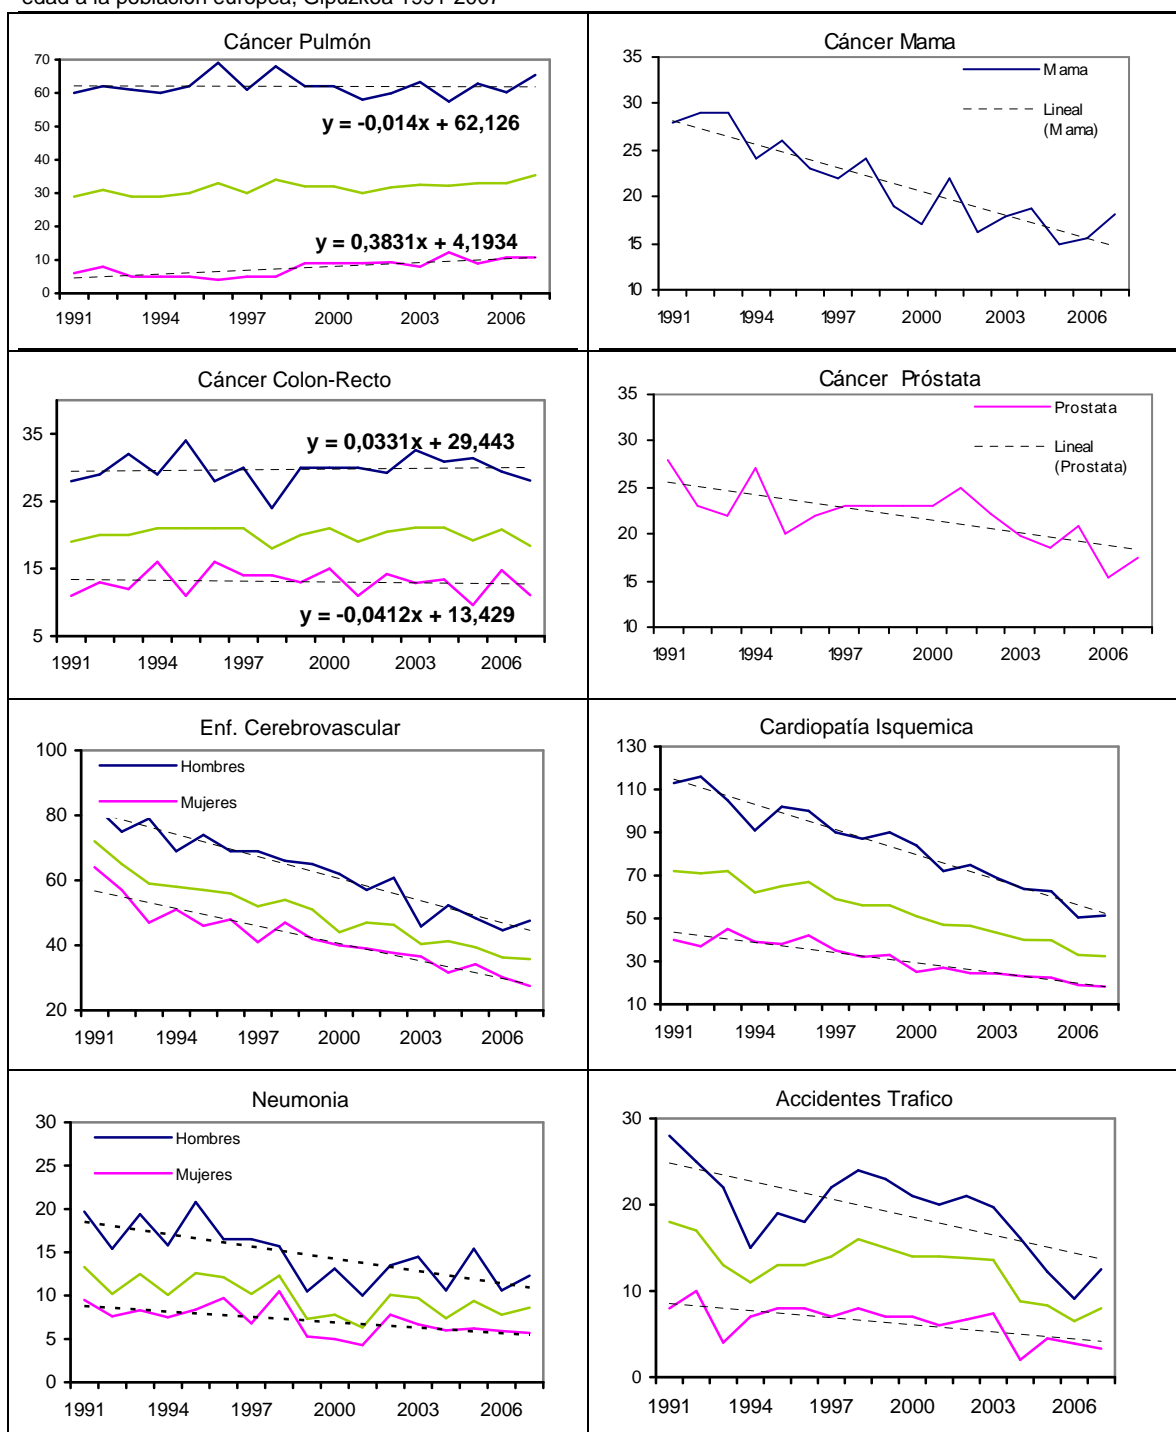 edad a la población europea, Gipuzkoa 1991-2007
Cáncer Pulmón
70
60
50
40
30
20
10
0
y = -0,014x + 62,126
y = 0,3831x + 4,1934
1991 1994 1997 2000 2003 2006
Cáncer Mama
35
30
25
20
15
10
Mama
Lineal
(Mama)
1991 1994 1997 2000 2003 2006
Cáncer Colon-Recto
35
25
15
5
y = 0,0331x + 29,443
y = -0,0412x + 13,429
1991 1994 1997 2000 2003 2006
Cáncer Próstata
35
30
25
20
15
10
Prostata
Lineal
(Prostata)
1991 1994 1997 2000 2003 2006
Enf. Cerebrovascular
100
80
60
40
20
Hombres
Mujeres
1991 1994 1997 2000 2003 2006
Cardiopatía Isquemica
130
110
90
70
50
30
10
1991 1994 1997 2000 2003 2006
Neumonia
30
25
20
15
10
5
0
Hombres
Mujeres
1991 1994 1997 2000 2003 2006
Accidentes Trafico
30
20
10
0
1991 1994 1997 2000 2003 2006